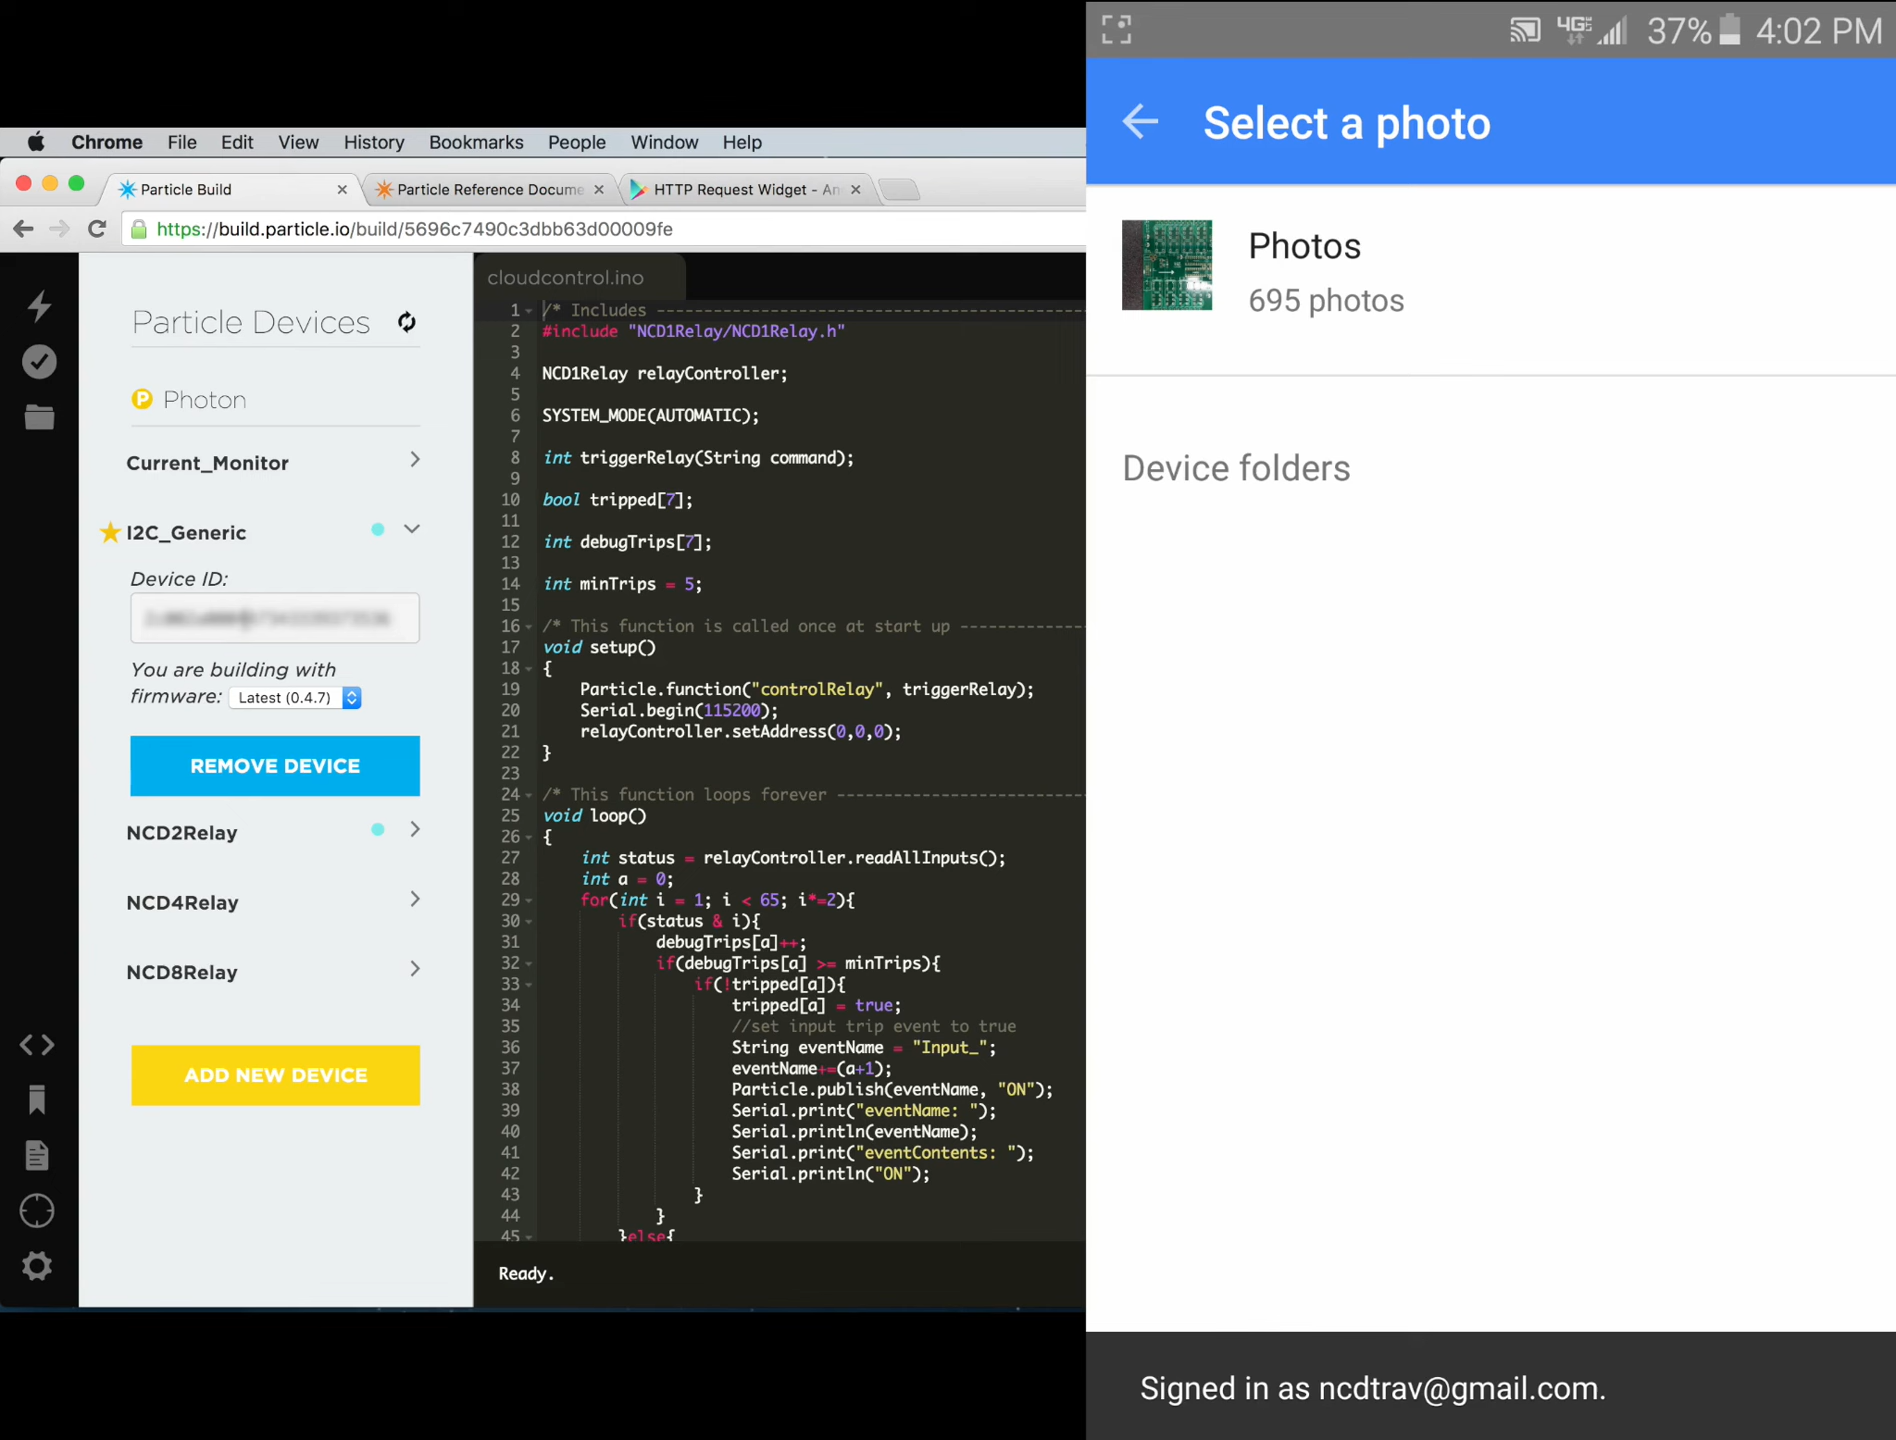 Chrome File Edit View History Bookmarks People Window Help
Particle Build
Particle Reference Docume
HTTP Request Widget - An
https://build.particle.io/build/5696c7490c3dbb63d00009fe
Particle Devices
Photon
Current_Monitor
I2C_Generic
Device ID:
You are building with
firmware: Latest (0.4.7)
REMOVE DEVICE
NCD2Relay
NCD4Relay
NCD8Relay
ADD NEW DEVICE
cloudcontrol.ino
1 /* Includes ------------------------------------------------
2 #include "NCD1Relay/NCD1Relay.h"
3
4 NCD1Relay relayController;
5
6 SYSTEM_MODE(AUTOMATIC);
7
8 int triggerRelay(String command);
9
10 bool tripped[7];
11
12 int debugTrips[7];
13
14 int minTrips = 5;
15
16 /* This function is called once at start up ---------------
17 void setup()
18 {
19 Particle.function("controlRelay", triggerRelay);
20 Serial.begin(115200);
21 relayController.setAddress(0,0,0);
22 }
23
24 /* This function loops forever ---------------------------
25 void loop()
26 {
27 int status = relayController.readAllInputs();
28 int a = 0;
29 for(int i = 1; i < 65; i*=2){
30 if(status & i){
31 debugTrips[a]++;
32 if(debugTrips[a] >= minTrips){
33 if(!tripped[a]){
34 tripped[a] = true;
35 //set input trip event to true
36 String eventName = "Input_";
37 eventName+=(a+1);
38 Particle.publish(eventName, "ON");
39 Serial.print("eventName: ");
40 Serial.println(eventName);
41 Serial.print("eventContents: ");
42 Serial.println("ON");
43 }
44 }
45 }else{
Ready.
4G LTE 37% 4:02 PM
Select a photo
Photos
695 photos
Device folders
Signed in as ncdtrav@gmail.com.